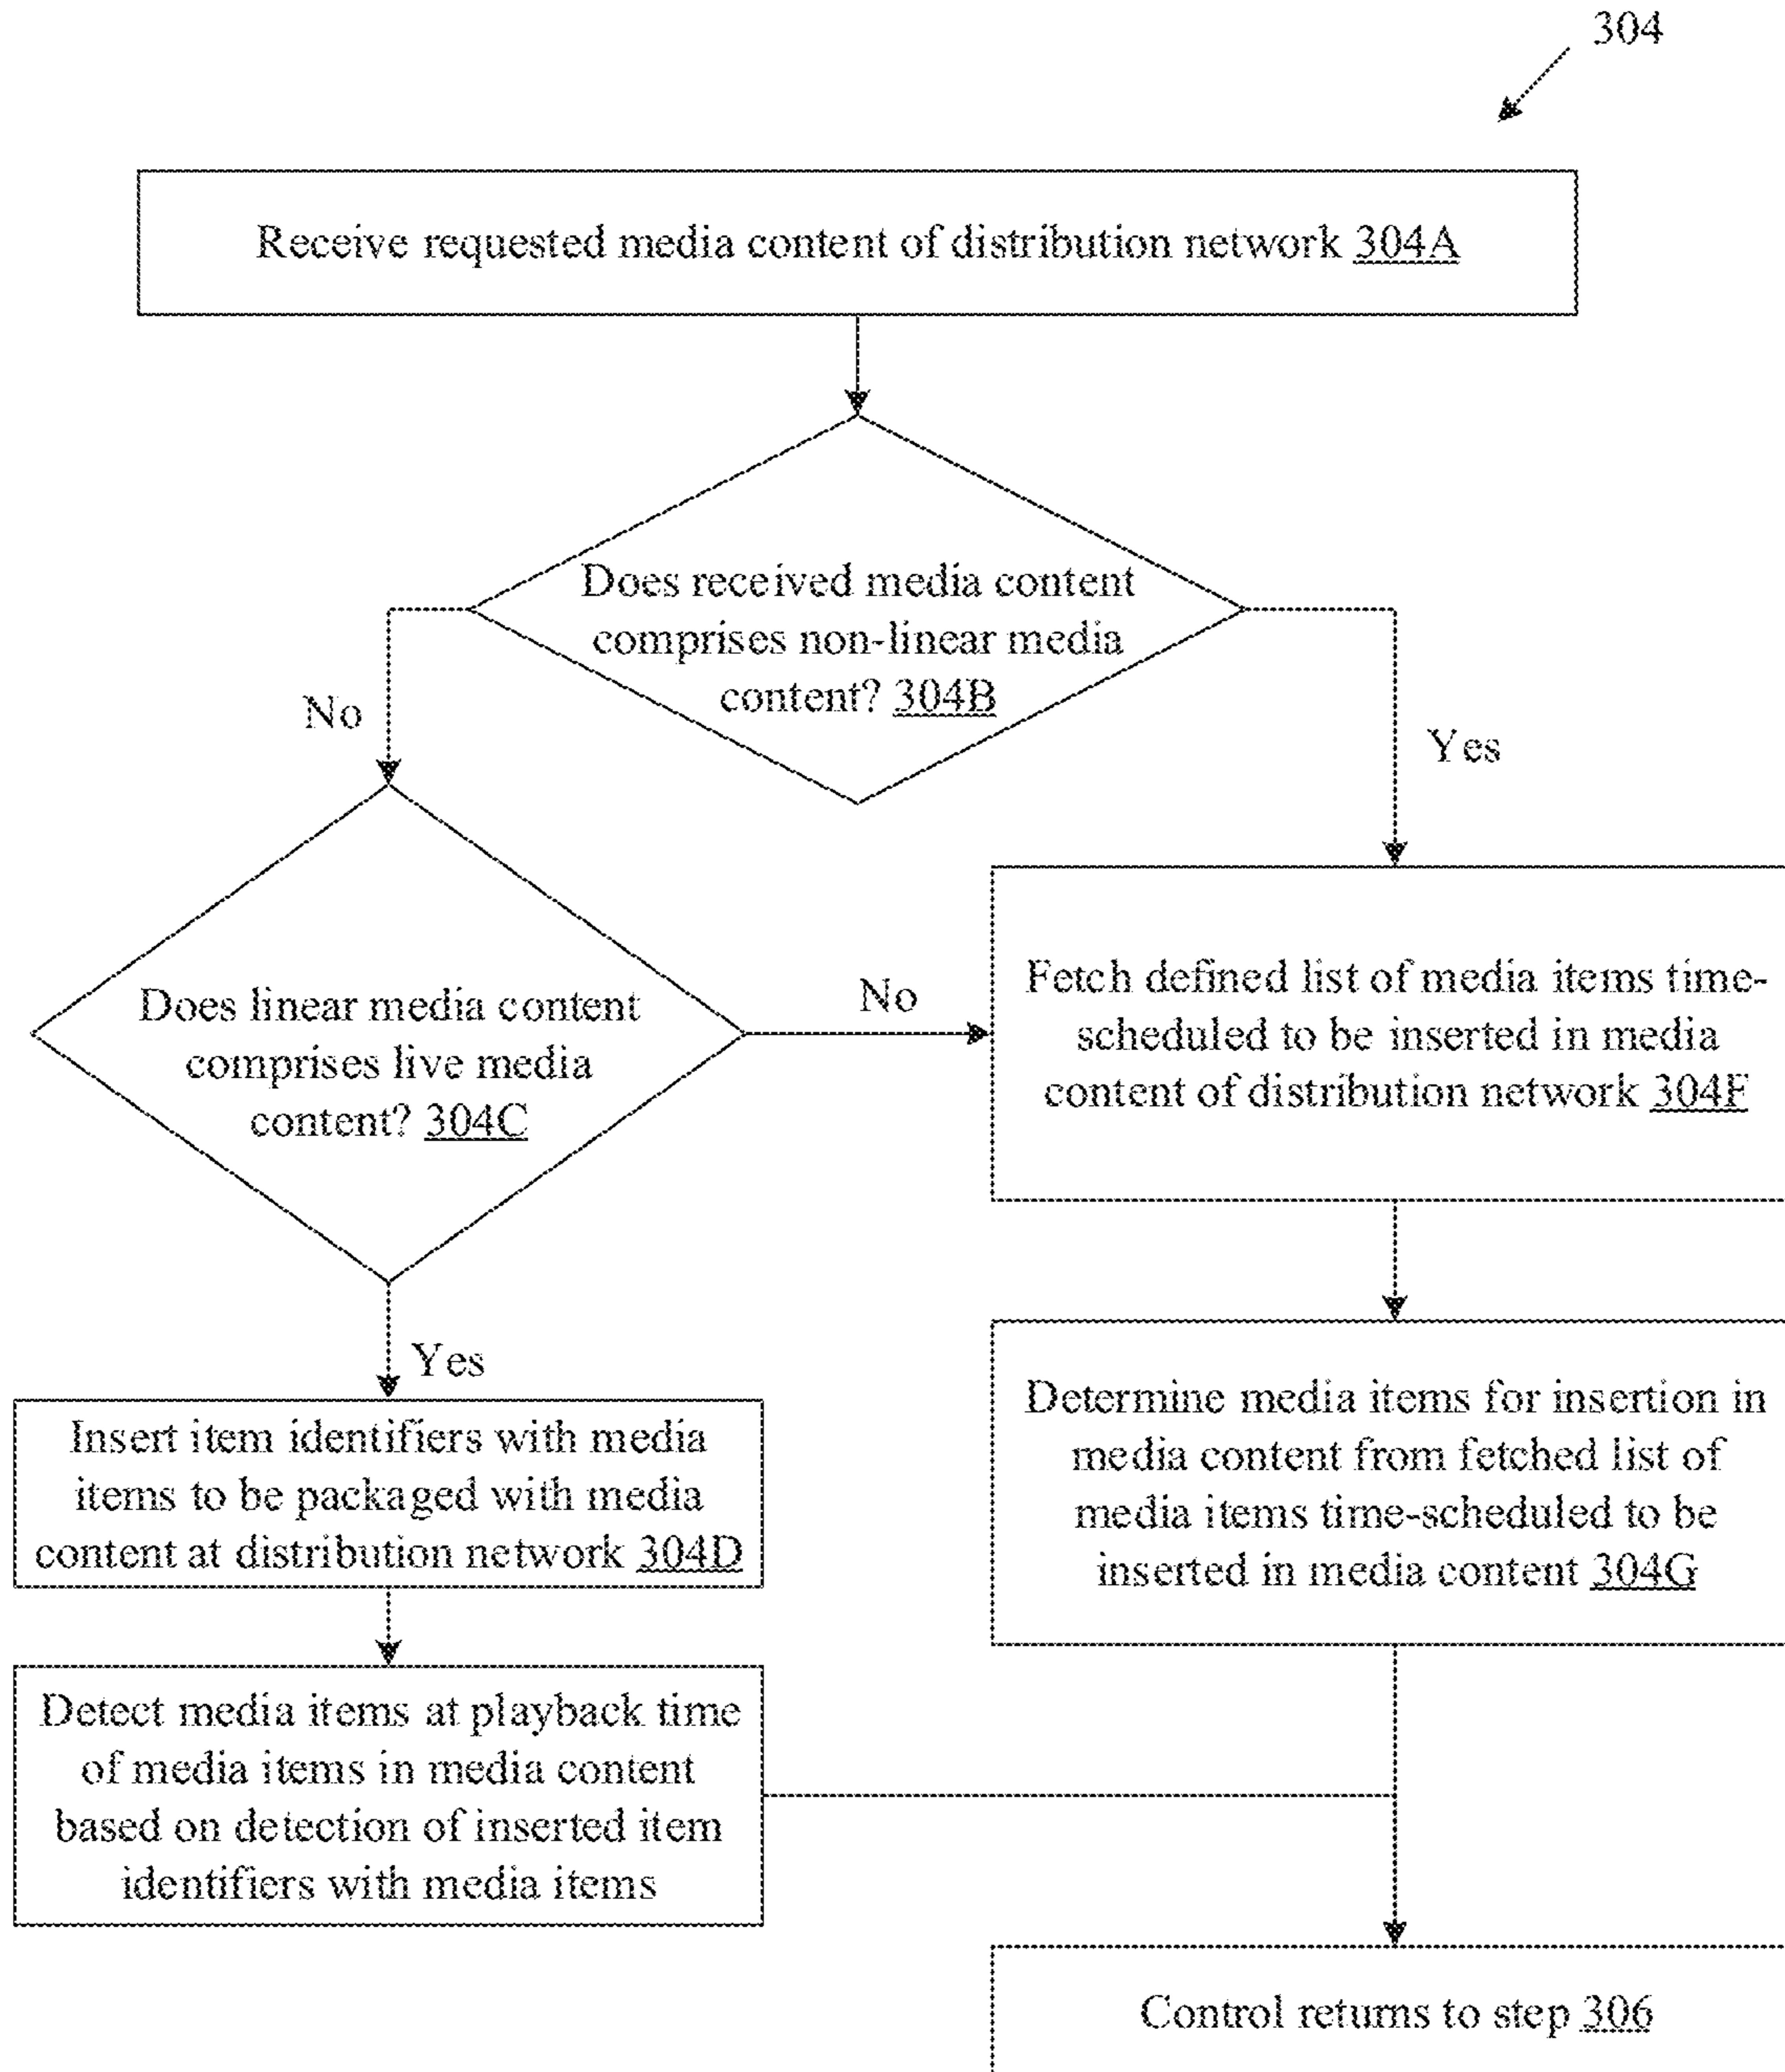 304
Receive requested media content of distribution network 304A
Does received media content
comprises non-linear media
content? 304B
No
Yes
Does linear media content
comprises live media
content? 304C
No
Fetch defined list of media items time-
scheduled to be inserted in media
content of distribution network 304F
Yes
Insert item identifiers with media
items to be packaged with media
content at distribution network 304D
Determine media items for insertion in
media content from fetched list of
media items time-scheduled to be
inserted in media content 304G
Detect media items at playback time
of media items in media content
based on detection of inserted item
identifiers with media items
Control returns to step 306